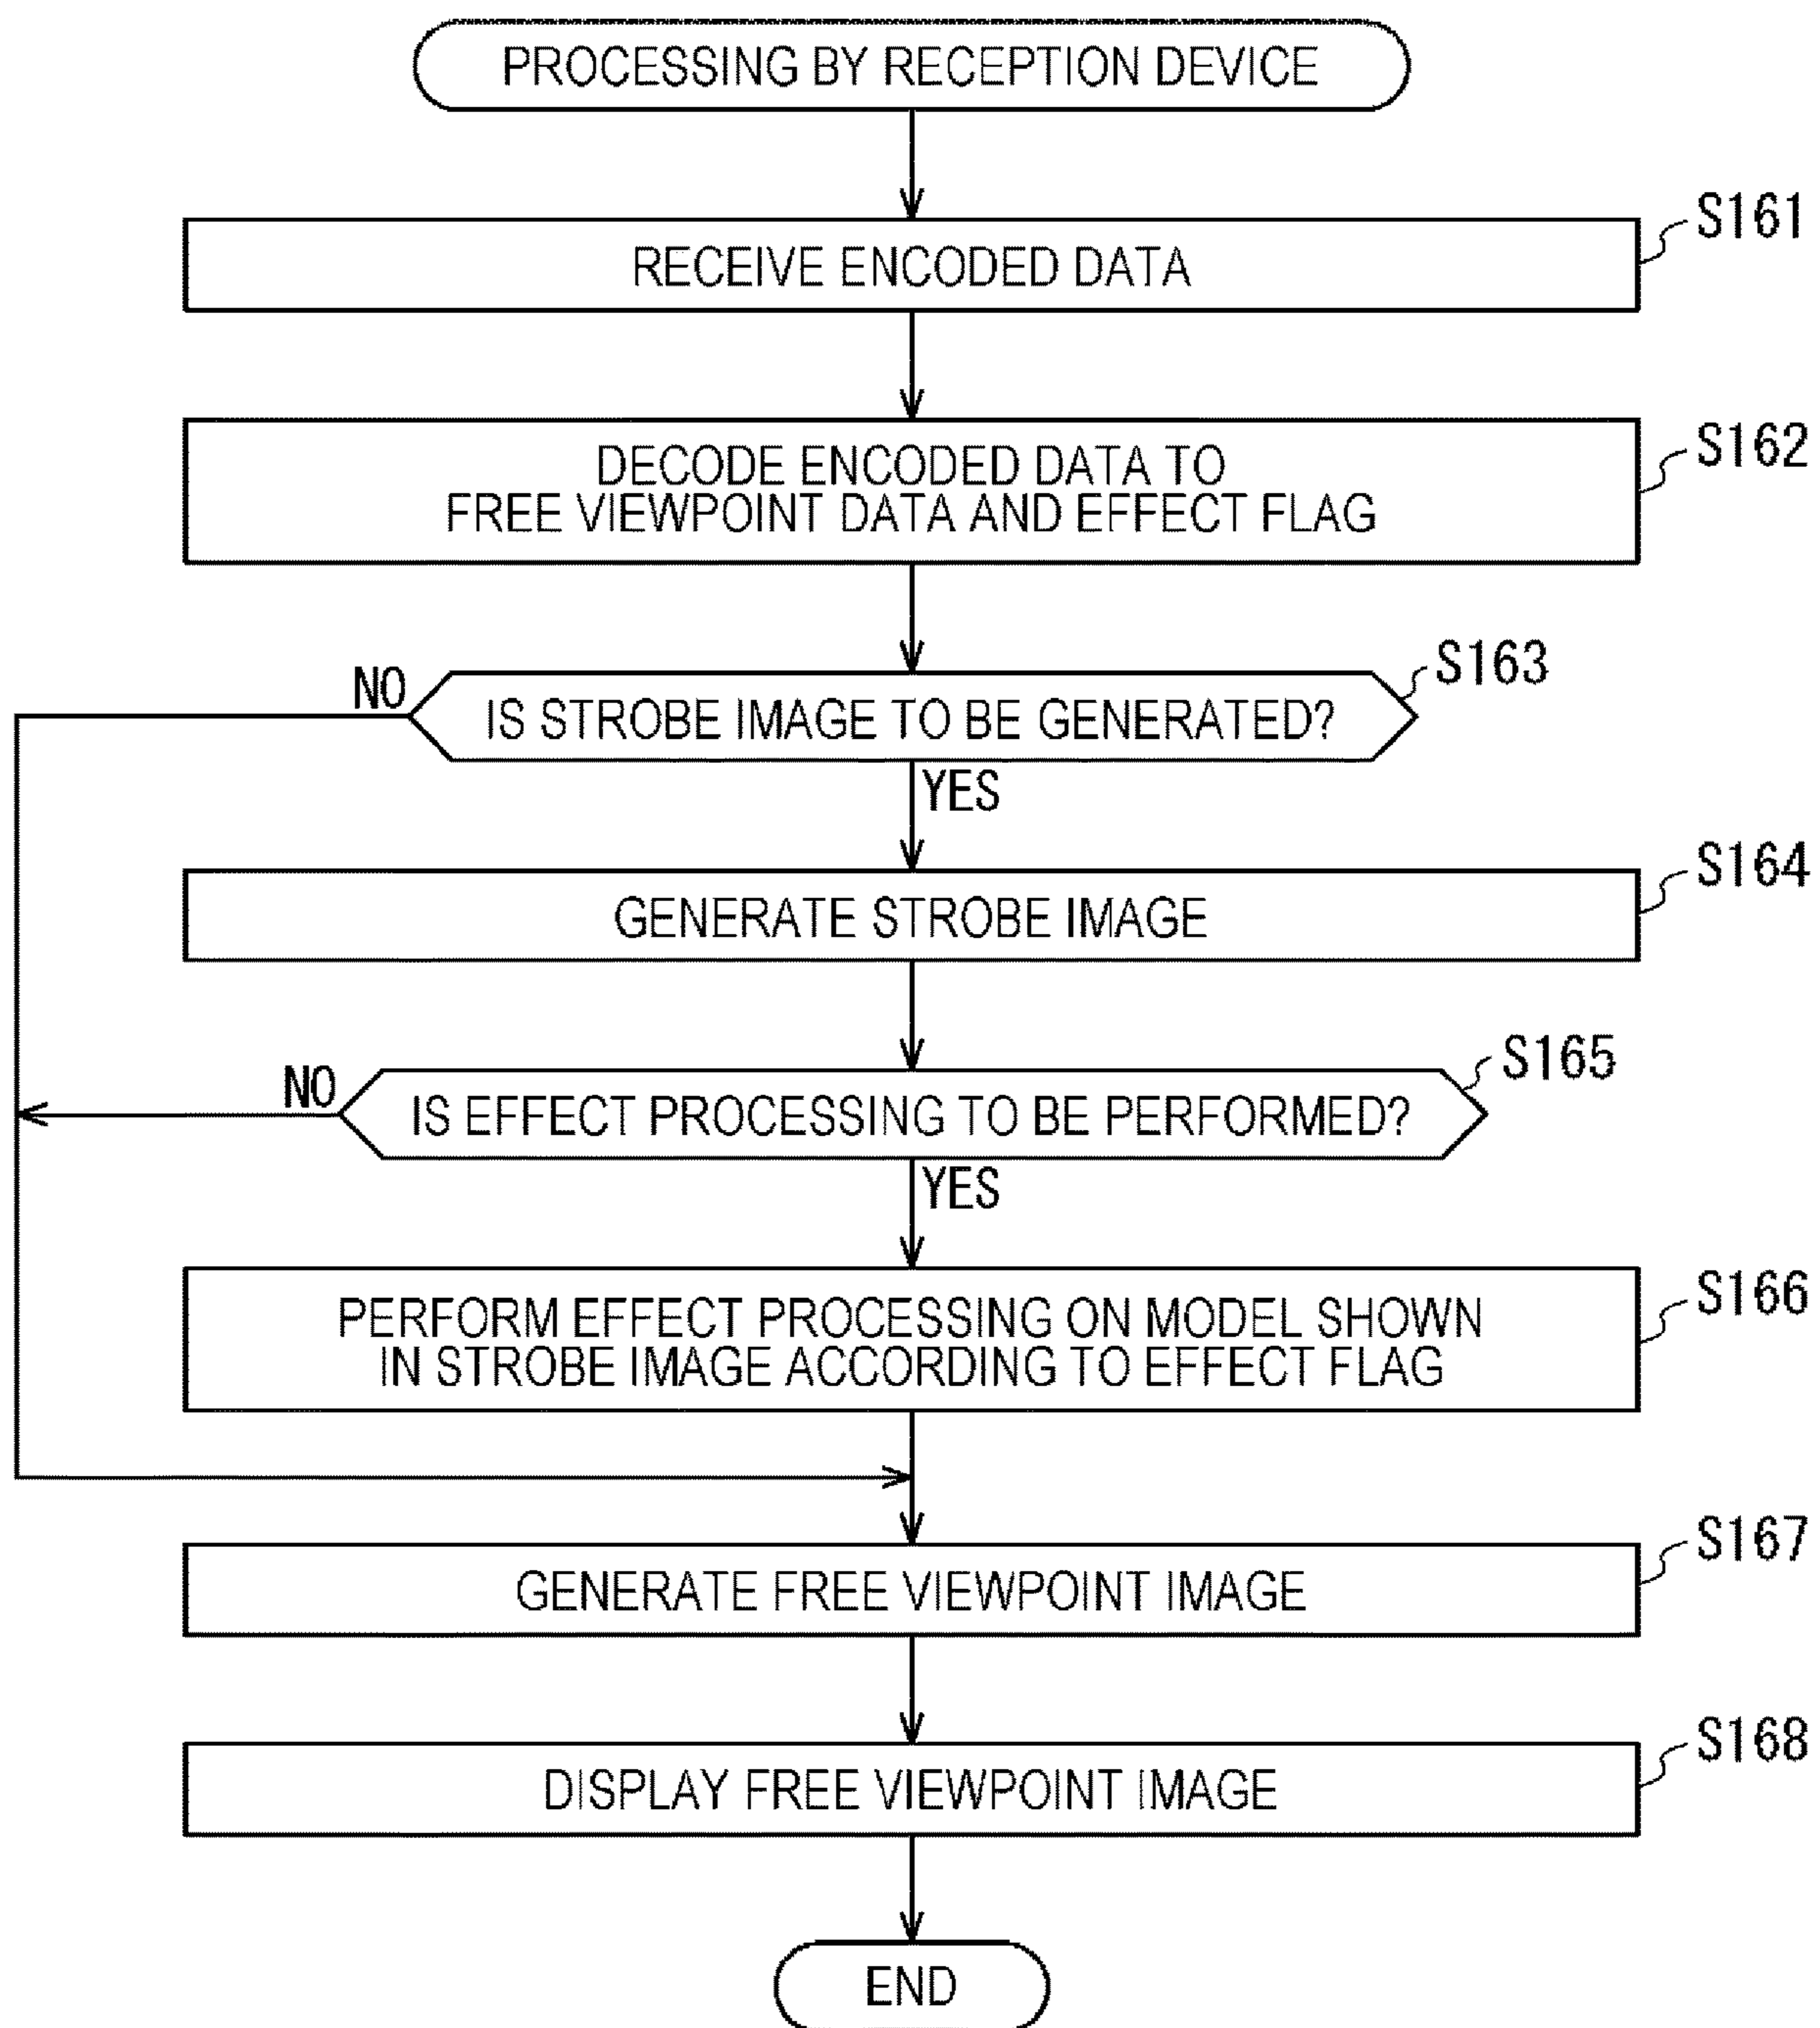 PROCESSING BY RECEPTION DEVICE
S161
RECEIVE ENCODED DATA
S162
DECODE ENCODED DATA TO
FREE VIEWPOINT DATA AND EFFECT FLAG
S163
NO
IS STROBE IMAGE TO BE GENERATED?
YES
S164
GENERATE STROBE IMAGE
S165
NO
IS EFFECT PROCESSING TO BE PERFORMED?
YES
S166
PERFORM EFFECT PROCESSING ON MODEL SHOWN
IN STROBE IMAGE ACCORDING TO EFFECT FLAG
S167
GENERATE FREE VIEWPOINT IMAGE
S168
DISPLAY FREE VIEWPOINT IMAGE
END